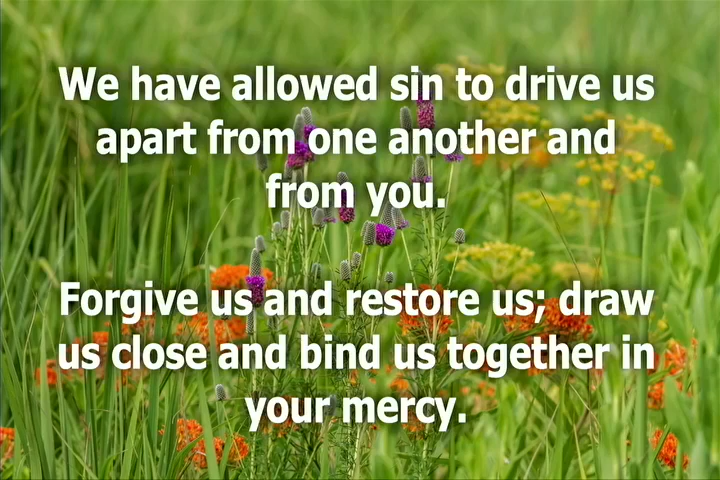 We have allowed sin to drive us
apart from one another and
from you.
Forgive us and restore us; draw
us close and bind us together in
your mercy.